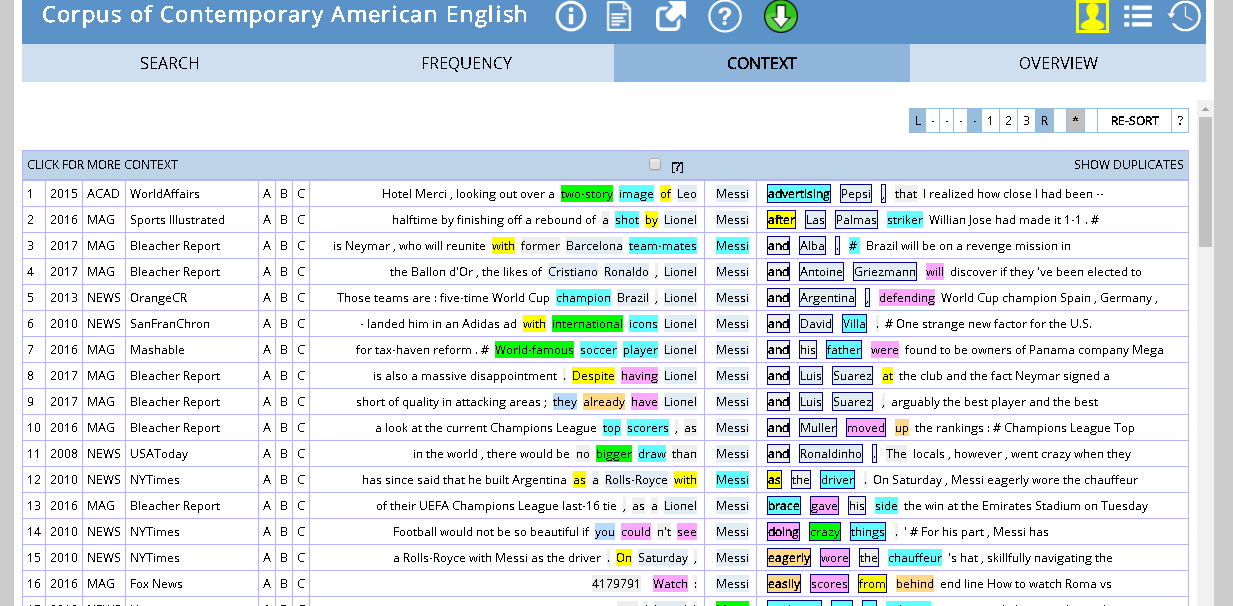 Corpus of Contemporary American English
SEARCH FREQUENCY CONTEXT OVERVIEW
L - - - - 1 2 3 R * RE-SORT ?
CLICK FOR MORE CONTEXT [?] SHOW DUPLICATES
1 2015 ACAD WorldAffairs A B C Hotel Merci , looking out over a two-story image of Leo Messi advertising Pepsi , that I realized how close I had been --
2 2016 MAG Sports Illustrated A B C halftime by finishing off a rebound of a shot by Lionel Messi after Las Palmas striker Willian Jose had made it 1-1 . #
3 2017 MAG Bleacher Report A B C is Neymar , who will reunite with former Barcelona team-mates Messi and Alba . # Brazil will be on a revenge mission in
4 2017 MAG Bleacher Report A B C the Ballon d'Or , the likes of Cristiano Ronaldo , Lionel Messi and Antoine Griezmann will discover if they 've been elected to
5 2013 NEWS OrangeCR A B C Those teams are : five-time World Cup champion Brazil , Lionel Messi and Argentina , defending World Cup champion Spain , Germany ,
6 2010 NEWS SanFranChron A B C - landed him in an Adidas ad with international icons Lionel Messi and David Villa . # One strange new factor for the U.S.
7 2016 MAG Mashable A B C for tax-haven reform . # World-famous soccer player Lionel Messi and his father were found to be owners of Panama company Mega
8 2017 MAG Bleacher Report A B C is also a massive disappointment . Despite having Lionel Messi and Luis Suarez at the club and the fact Neymar signed a
9 2017 MAG Bleacher Report A B C short of quality in attacking areas ; they already have Lionel Messi and Luis Suarez , arguably the best player and the best
10 2016 MAG Bleacher Report A B C a look at the current Champions League top scorers , as Messi and Muller moved up the rankings : # Champions League Top
11 2008 NEWS USAToday A B C in the world , there would be no bigger draw than Messi and Ronaldinho . The locals , however , went crazy when they
12 2010 NEWS NYTimes A B C has since said that he built Argentina as a Rolls-Royce with Messi as the driver . On Saturday , Messi eagerly wore the chauffeur
13 2016 MAG Bleacher Report A B C of their UEFA Champions League last-16 tie , as a Lionel Messi brace gave his side the win at the Emirates Stadium on Tuesday
14 2010 NEWS NYTimes A B C Football would not be so beautiful if you could n't see Messi doing crazy things . ' # For his part , Messi has
15 2010 NEWS NYTimes A B C a Rolls-Royce with Messi as the driver . On Saturday , Messi eagerly wore the chauffeur 's hat , skillfully navigating the
16 2016 MAG Fox News A B C 4179791 Watch : Messi easily scores from behind end line How to watch Roma vs